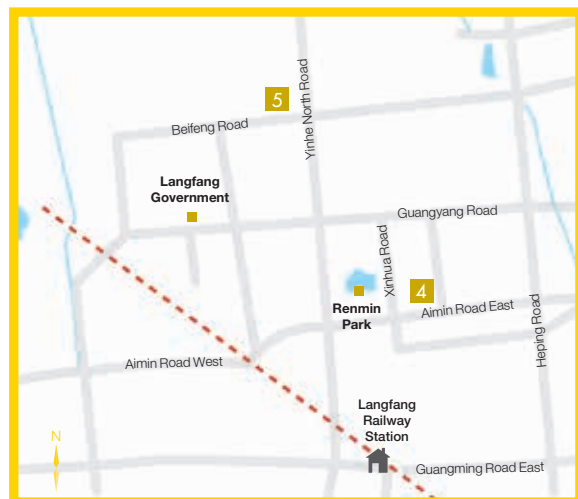 5
Beifeng Road
Yinhe North Road
Langfang
Government
Guangyang Road
Xinhua Road
4
Renmin
Park
Aimin Road East
Heping Road
Aimin Road West
Langfang
Railway
Station
N
Guangming Road East